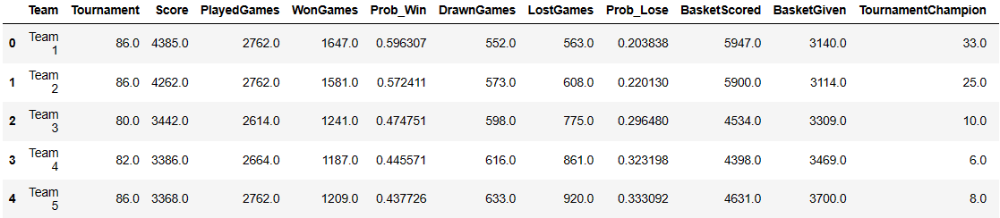 Team Tournament Score PlayedGames WonGames Prob_Win DrawnGames LostGames Prob_Lose BasketScored BasketGiven TournamentChampion
0 Team 1 86.0 4385.0 2762.0 1647.0 0.596307 552.0 563.0 0.203838 5947.0 3140.0 33.0
1 Team 2 86.0 4262.0 2762.0 1581.0 0.572411 573.0 608.0 0.220130 5900.0 3114.0 25.0
2 Team 3 80.0 3442.0 2614.0 1241.0 0.474751 598.0 775.0 0.296480 4534.0 3309.0 10.0
3 Team 4 82.0 3386.0 2664.0 1187.0 0.445571 616.0 861.0 0.323198 4398.0 3469.0 6.0
4 Team 5 86.0 3368.0 2762.0 1209.0 0.437726 633.0 920.0 0.333092 4631.0 3700.0 8.0